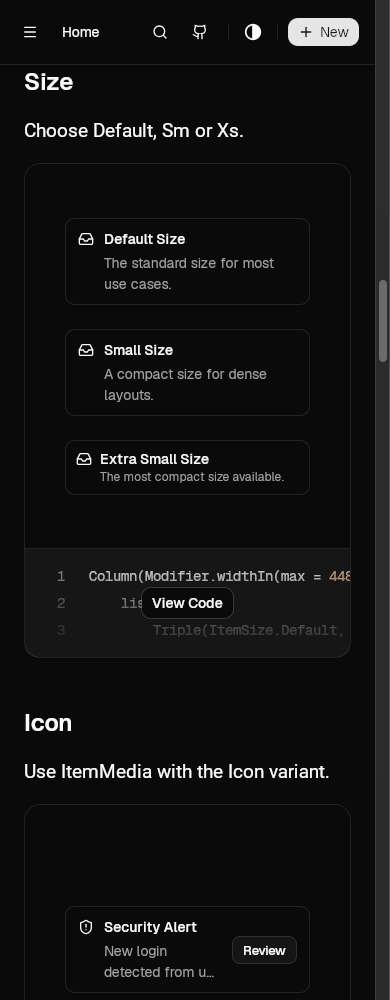 Home
New
Size
Choose Default, Sm or Xs.
Default Size
The standard size for most
use cases.
Small Size
A compact size for dense
layouts.
Extra Small Size
The most compact size available.
1 Column(Modifier.widthIn(max = 448
2 lis
View Code
3 Triple(ItemSize.Default,
Icon
Use ItemMedia with the Icon variant.
Security Alert
New login
detected from u...
Review